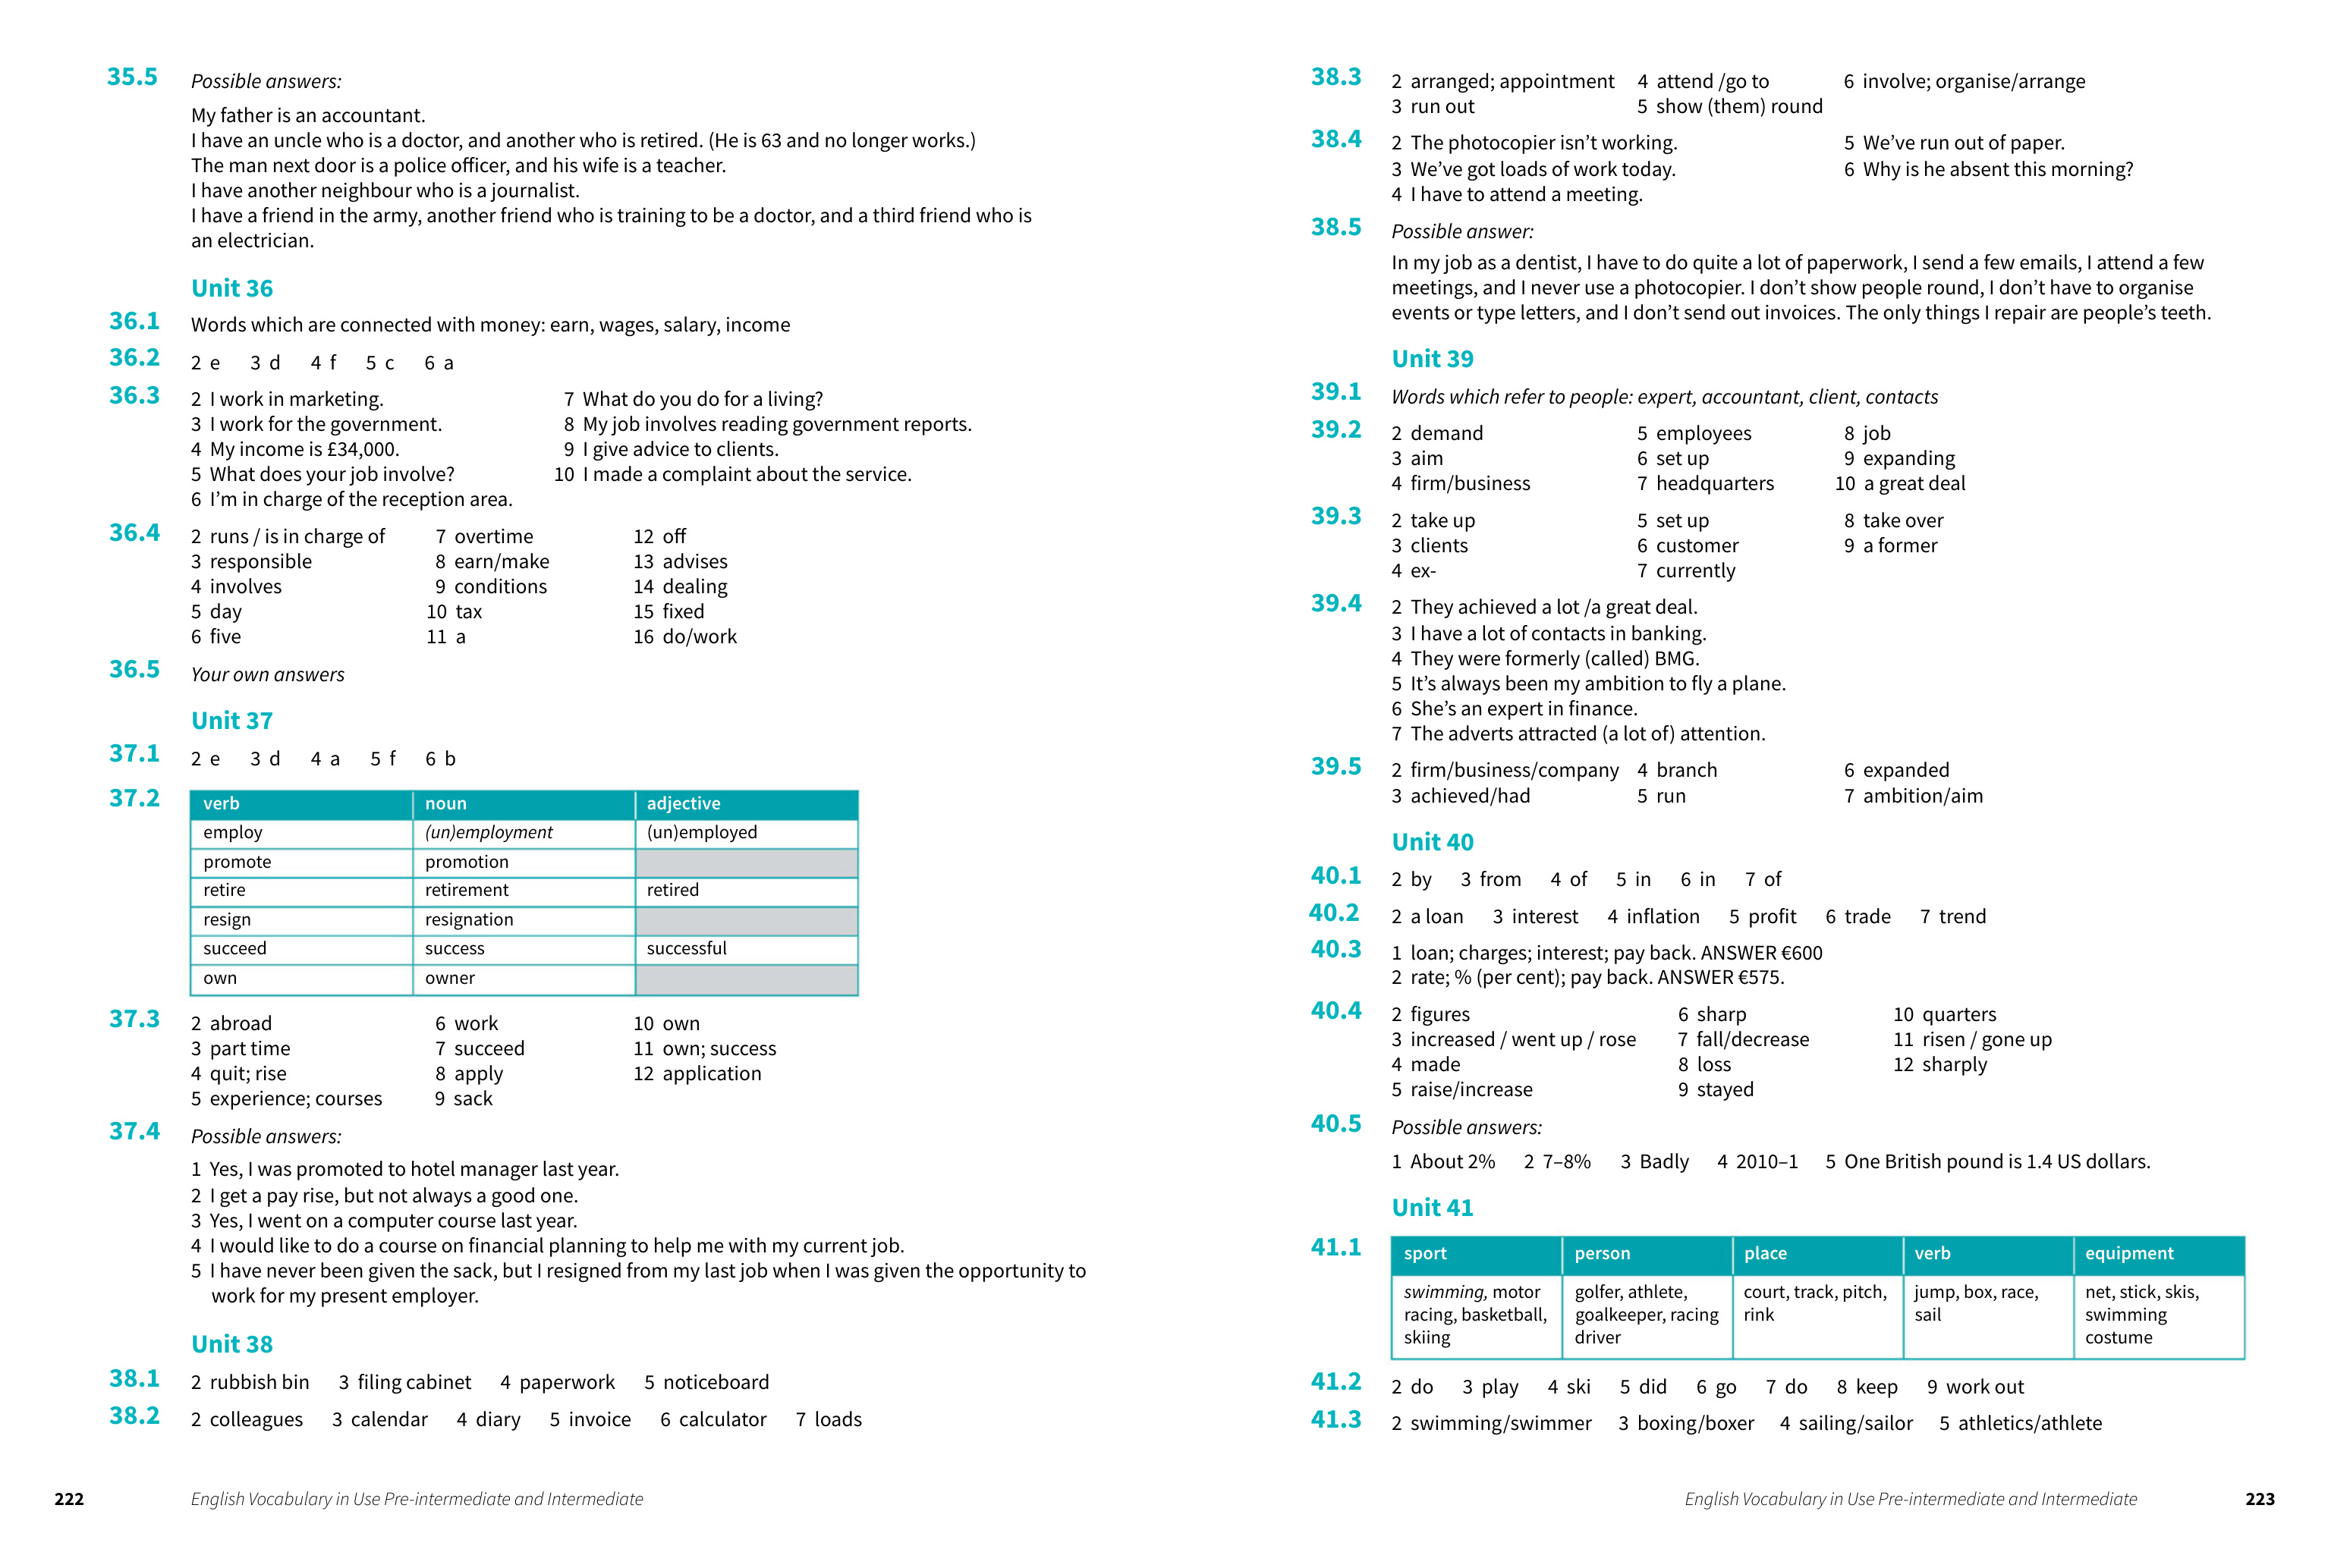 35.5 Possible answers:
My father is an accountant.
I have an uncle who is a doctor, and another who is retired. (He is 63 and no longer works.)
The man next door is a police officer, and his wife is a teacher.
I have another neighbour who is a journalist.
I have a friend in the army, another friend who is training to be a doctor, and a third friend who is
an electrician.
Unit 36
36.1 Words which are connected with money: earn, wages, salary, income
36.2 2 e 3 d 4 f 5 c 6 a
36.3 2 I work in marketing. 7 What do you do for a living?
3 I work for the government. 8 My job involves reading government reports.
4 My income is £34,000. 9 I give advice to clients.
5 What does your job involve? 10 I made a complaint about the service.
6 I'm in charge of the reception area.
36.4 2 runs / is in charge of 7 overtime 12 off
3 responsible 8 earn/make 13 advises
4 involves 9 conditions 14 dealing
5 day 10 tax 15 fixed
6 five 11 a 16 do/work
36.5 Your own answers
Unit 37
37.1 2 e 3 d 4 a 5 f 6 b
37.2 verb noun adjective
employ (un)employment (un)employed
promote promotion
retire retirement retired
resign resignation
succeed success successful
own owner
37.3 2 abroad 6 work 10 own
3 part time 7 succeed 11 own; success
4 quit; rise 8 apply 12 application
5 experience; courses 9 sack
37.4 Possible answers:
1 Yes, I was promoted to hotel manager last year.
2 I get a pay rise, but not always a good one.
3 Yes, I went on a computer course last year.
4 I would like to do a course on financial planning to help me with my current job.
5 I have never been given the sack, but I resigned from my last job when I was given the opportunity to
work for my present employer.
Unit 38
38.1 2 rubbish bin 3 filing cabinet 4 paperwork 5 noticeboard
38.2 2 colleagues 3 calendar 4 diary 5 invoice 6 calculator 7 loads
222 English Vocabulary in Use Pre-intermediate and Intermediate
38.3 2 arranged; appointment 4 attend /go to 6 involve; organise/arrange
3 run out 5 show (them) round
38.4 2 The photocopier isn't working. 5 We've run out of paper.
3 We've got loads of work today. 6 Why is he absent this morning?
4 I have to attend a meeting.
38.5 Possible answer:
In my job as a dentist, I have to do quite a lot of paperwork, I send a few emails, I attend a few
meetings, and I never use a photocopier. I don't show people round, I don't have to organise
events or type letters, and I don't send out invoices. The only things I repair are people's teeth.
Unit 39
39.1 Words which refer to people: expert, accountant, client, contacts
39.2 2 demand 5 employees 8 job
3 aim 6 set up 9 expanding
4 firm/business 7 headquarters 10 a great deal
39.3 2 take up 5 set up 8 take over
3 clients 6 customer 9 a former
4 ex- 7 currently
39.4 2 They achieved a lot /a great deal.
3 I have a lot of contacts in banking.
4 They were formerly (called) BMG.
5 It's always been my ambition to fly a plane.
6 She's an expert in finance.
7 The adverts attracted (a lot of) attention.
39.5 2 firm/business/company 4 branch 6 expanded
3 achieved/had 5 run 7 ambition/aim
Unit 40
40.1 2 by 3 from 4 of 5 in 6 in 7 of
40.2 2 a loan 3 interest 4 inflation 5 profit 6 trade 7 trend
40.3 1 loan; charges; interest; pay back. ANSWER €600
2 rate; % (per cent); pay back. ANSWER €575.
40.4 2 figures 6 sharp 10 quarters
3 increased / went up / rose 7 fall/decrease 11 risen / gone up
4 made 8 loss 12 sharply
5 raise/increase 9 stayed
40.5 Possible answers:
1 About 2% 2 7–8% 3 Badly 4 2010–1 5 One British pound is 1.4 US dollars.
Unit 41
41.1 sport person place verb equipment
swimming, motor golfer, athlete, court, track, pitch, jump, box, race, net, stick, skis,
racing, basketball, goalkeeper, racing rink sail swimming
skiing driver costume
41.2 2 do 3 play 4 ski 5 did 6 go 7 do 8 keep 9 work out
41.3 2 swimming/swimmer 3 boxing/boxer 4 sailing/sailor 5 athletics/athlete
English Vocabulary in Use Pre-intermediate and Intermediate 223